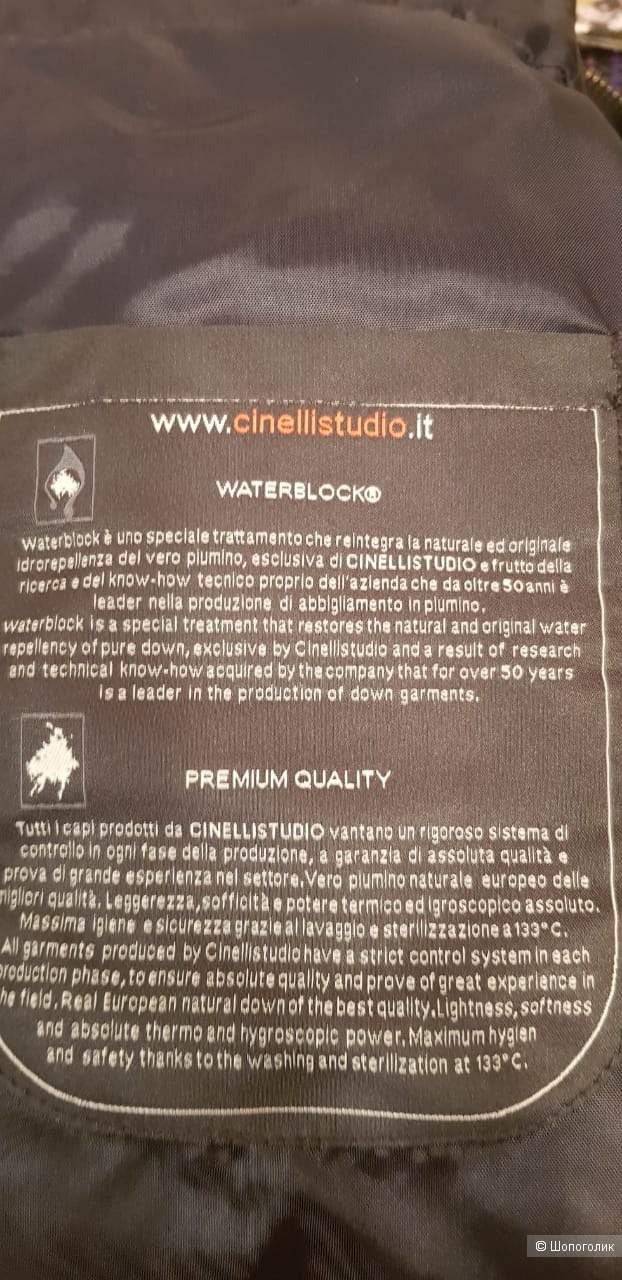 www.cinellistudio.it
WATERBLOCK®
Waterblock è uno speciale trattamento che reintegra la naturale ed originale
idrorepellenza del vero piumino, esclusiva di CINELLISTUDIO e frutto della
ricerca e del know-how tecnico proprio dell'azienda che da oltre 50 anni è
leader nella produzione di abbigliamento in piumino.
waterblock is a special treatment that restores the natural and original water
repellency of pure down, exclusive by Cinellistudio and a result of research
and technical know-how acquired by the company that for over 50 years
is a leader in the production of down garments.
PREMIUM QUALITY
Tutti i capi prodotti da CINELLISTUDIO vantano un rigoroso sistema di
controllo in ogni fase della produzione, a garanzia di assoluta qualità e
prova di grande esperienza nel settore. Vero piumino naturale europeo delle
migliori qualità. Leggerezza, sofficità e potere termico ed igroscopico assoluto.
Massima igiene e sicurezza grazie al lavaggio e sterilizzazione a 133°C.
All garments produced by Cinellistudio have a strict control system in each
production phase, to ensure absolute quality and prove of great experience in
he field. Real European natural down of the best quality. Lightness, softness
and absolute thermo and hygroscopic power. Maximum hygien
and safety thanks to the washing and sterilization at 133°C.
© Шопоголик